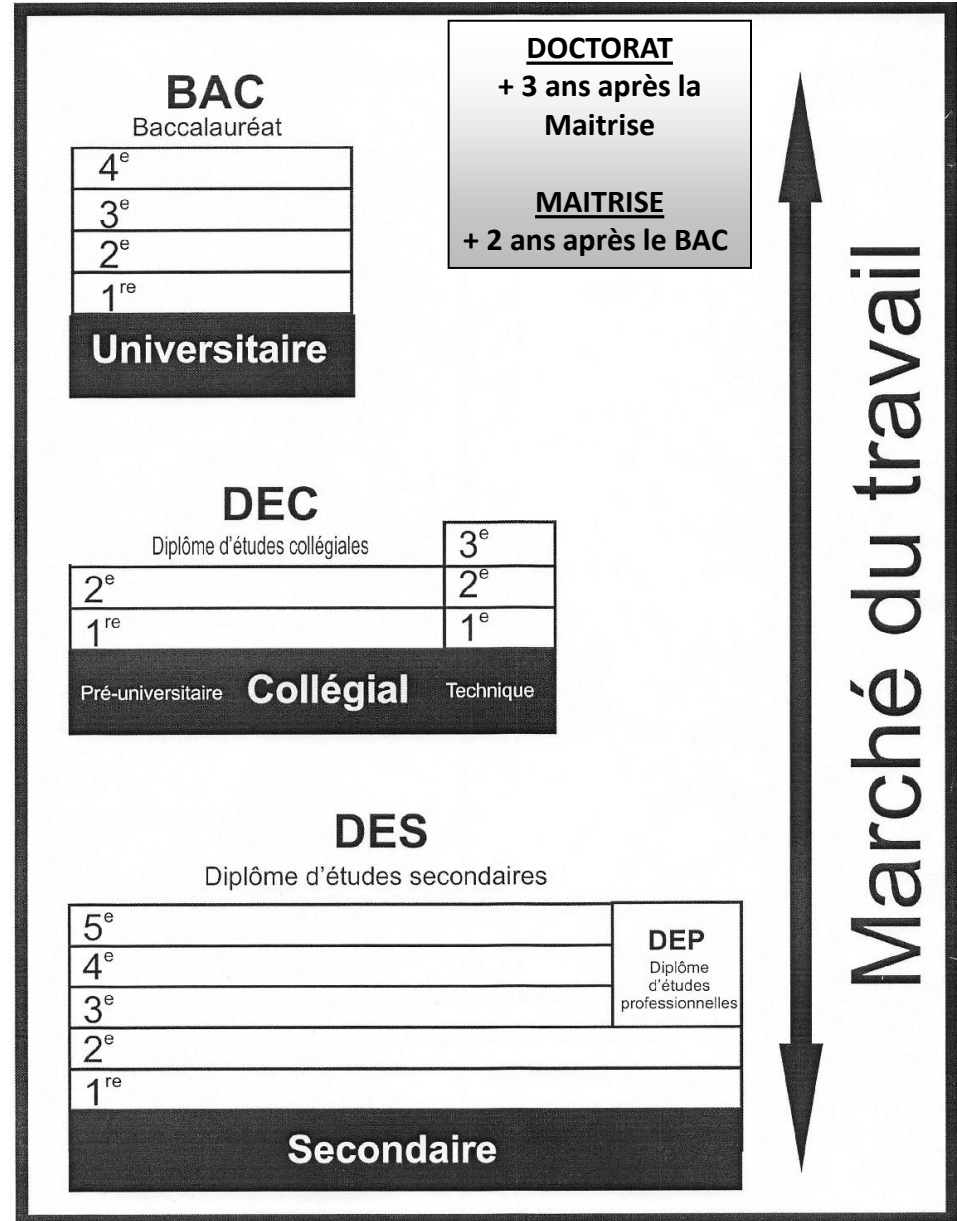 DOCTORAT
+ 3 ans après la
Maitrise
MAITRISE
+ 2 ans après le BAC
BAC
Baccalauréat
4e
3e
2e
1re
Universitaire
DEC
Diplôme d'études collégiales
3e
2e
2e
1re
1e
Pré-universitaire Collégial Technique
DES
Diplôme d'études secondaires
5e
4e
3e
2e
1re
DEP
Diplôme
d'études
professionnelles
Secondaire
Marché du travail